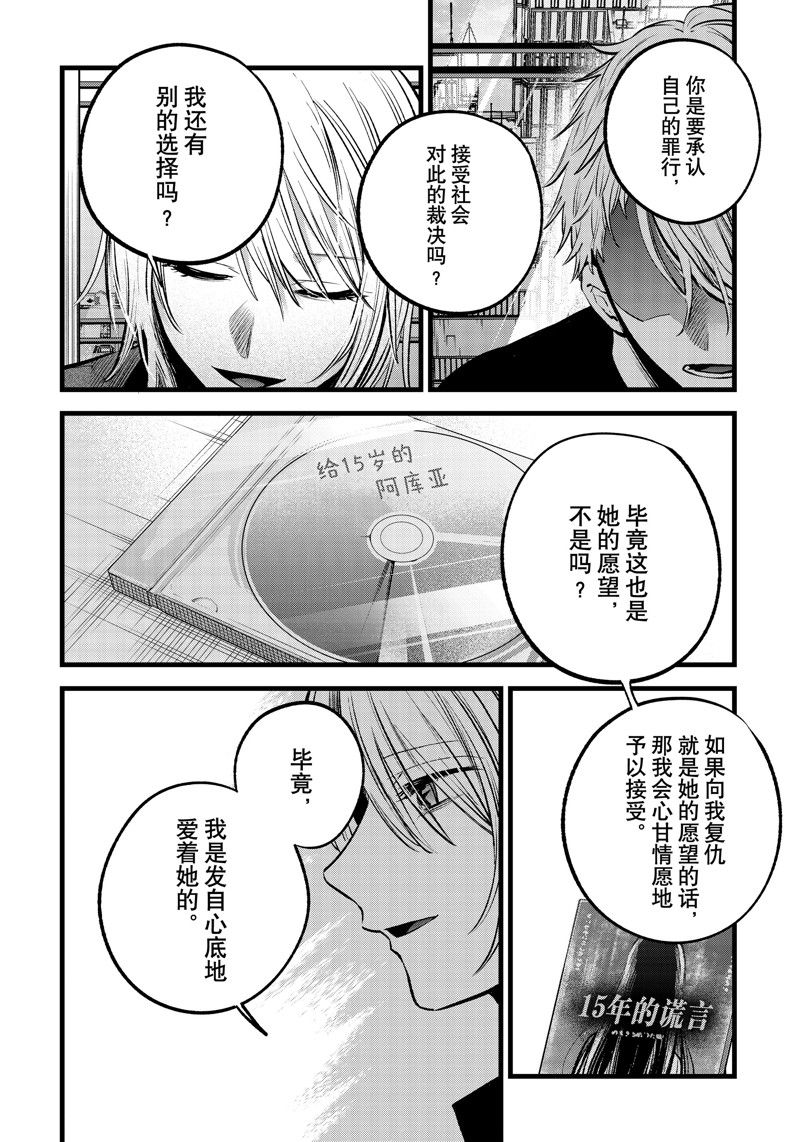 你是要承认
自己的罪行，
接受社会
对此的裁决吗？
我还有
别的选择吗？
给15岁的
阿库亚
毕竟这也是
她的愿望，
不是吗？
如果向我复仇
就是她的愿望的话，
那我会心甘情愿地
予以接受。
15年的谎言
毕竟，
我是发自心底地
爱着她的。